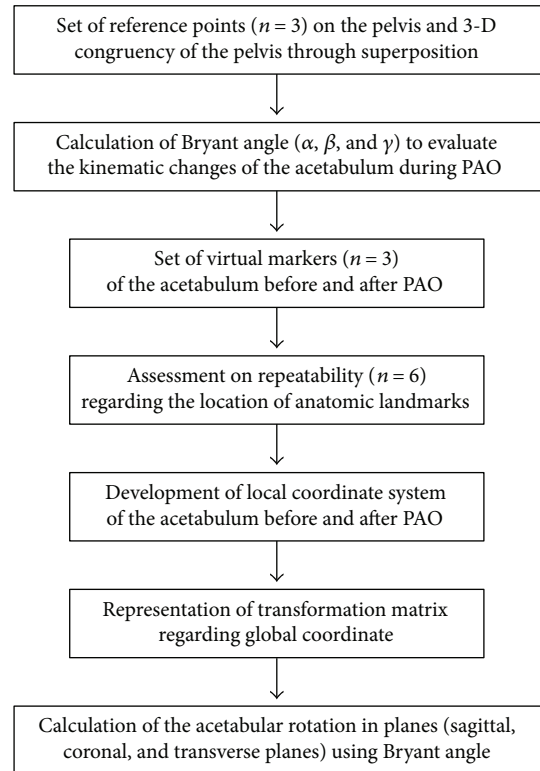 Set of reference points (n = 3) on the pelvis and 3-D
congruency of the pelvis through superposition
Calculation of Bryant angle (α, β, and γ) to evaluate
the kinematic changes of the acetabulum during PAO
Set of virtual markers (n = 3)
of the acetabulum before and after PAO
Assessment on repeatability (n = 6)
regarding the location of anatomic landmarks
Development of local coordinate system
of the acetabulum before and after PAO
Representation of transformation matrix
regarding global coordinate
Calculation of the acetabular rotation in planes (sagittal,
coronal, and transverse planes) using Bryant angle